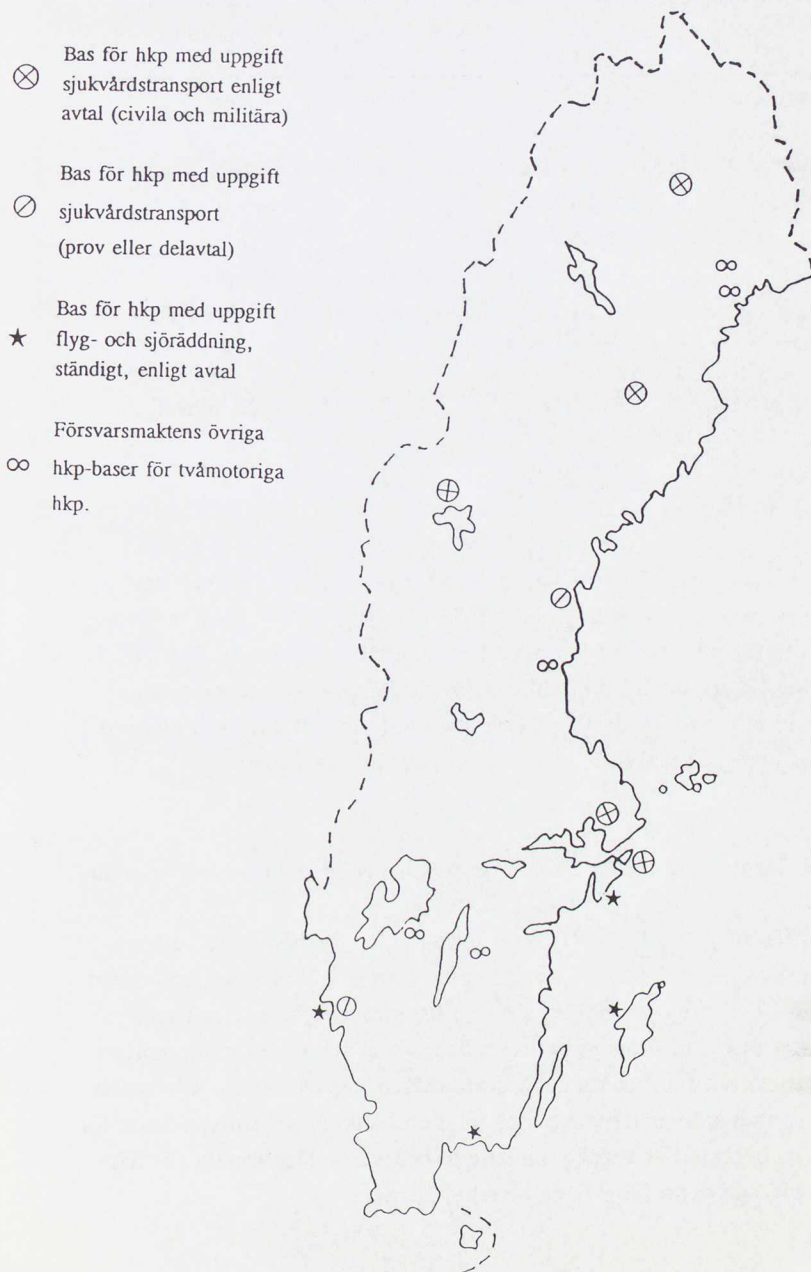 Bas för hkp med uppgift
sjukvårdstransport enligt
avtal (civila och militära)
Bas för hkp med uppgift
sjukvårdstransport
(prov eller delavtal)
Bas för hkp med uppgift
flyg- och sjöräddning,
ständigt, enligt avtal
Försvarsmaktens övriga
hkp-baser för tvåmotoriga
hkp.